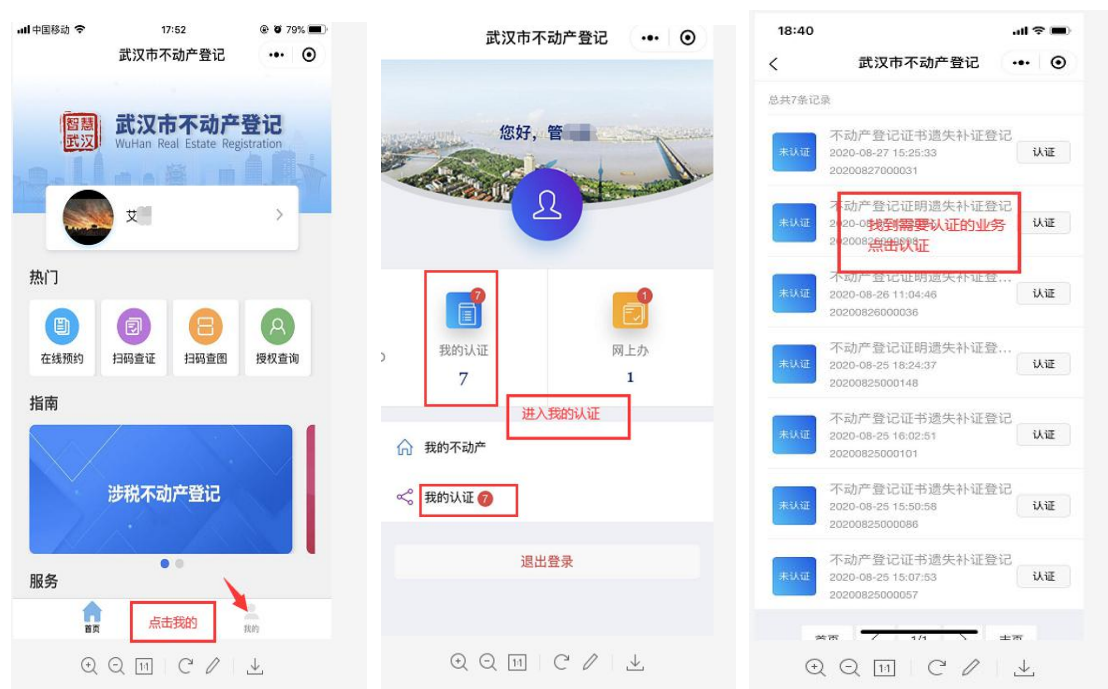 中国移动
17:52
79%
武汉市不动产登记
智慧
武汉
武汉市不动产登记
WuHan Real Estate Registration
艾
热门
在线预约
扫码查证
扫码查图
授权查询
指南
涉税不动产登记
服务
首页
点击我的
我的
1:1
武汉市不动产登记
您好，管
7
我的认证
7
1
网上办
1
进入我的认证
我的不动产
我的认证 7
退出登录
1:1
18:40
武汉市不动产登记
总共7条记录
未认证
不动产登记证书遗失补证登记
2020-08-27 15:25:33
20200827000031
认证
未认证
不动产登记证明遗失补证登记
认证
找到需要认证的业务
点击认证
未认证
不动产登记证明遗失补证登...
2020-08-26 11:04:46
20200826000036
认证
未认证
不动产登记证明遗失补证登...
2020-08-25 18:24:37
20200825000148
认证
未认证
不动产登记证书遗失补证登记
2020-08-25 16:02:51
20200825000101
认证
未认证
不动产登记证书遗失补证登记
2020-08-25 15:50:58
20200825000086
认证
未认证
不动产登记证书遗失补证登记
2020-08-25 15:07:53
20200825000057
认证
首页
1/1
末页
1:1